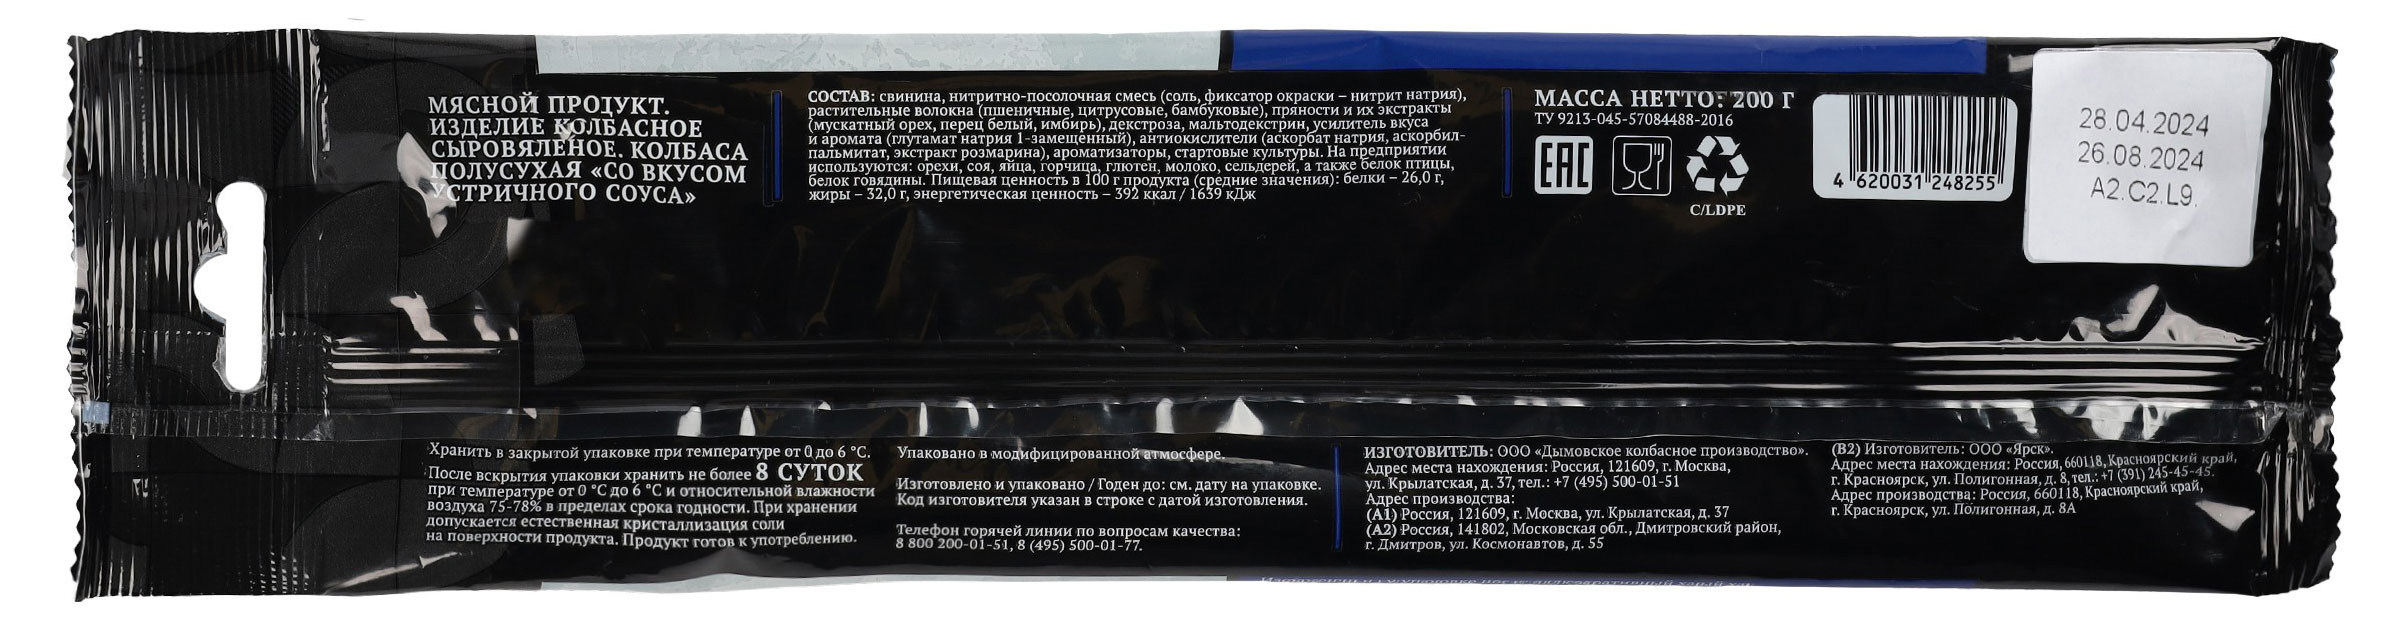 МЯСНОЙ ПРОДУКТ.
ИЗДЕЛИЕ КОЛБАСНОЕ
СЫРОВЯЛЕНОЕ. КОЛБАСА
ПОЛУСУХАЯ «СО ВКУСОМ
УСТРИЧНОГО СОУСА»
СОСТАВ: свинина, нитритно-посолочная смесь (соль, фиксатор окраски – нитрит натрия),
растительные волокна (пшеничные, цитрусовые, бамбуковые), пряности и их экстракты
(мускатный орех, перец белый, имбирь), декстроза, мальтодекстрин, усилитель вкуса
и аромата (глутамат натрия 1-замещенный), антиокислители (аскорбат натрия, аскорбил-
пальмитат, экстракт розмарина), ароматизаторы, стартовые культуры. На предприятии
используются: орехи, соя, яйца, горчица, глютен, молоко, сельдерей, а также белок птицы,
белок говядины. Пищевая ценность в 100 г продукта (средние значения): белки – 26,0 г,
жиры – 32,0 г, энергетическая ценность – 392 ккал / 1639 кДж
МАССА НЕТТО: 200 Г
ТУ 9213-045-57084488-2016
EAC
C/LDPE
4 620031 248255
28.04.2024
26.08.2024
A2.C2.L9.
Хранить в закрытой упаковке при температуре от 0 до 6 °С.
После вскрытия упаковки хранить не более 8 СУТОК
при температуре от 0 °С до 6 °С и относительной влажности
воздуха 75-78% в пределах срока годности. При хранении
допускается естественная кристаллизация соли
на поверхности продукта. Продукт готов к употреблению.
Упаковано в модифицированной атмосфере.
Изготовлено и упаковано / Годен до: см. дату на упаковке.
Код изготовителя указан в строке с датой изготовления.
Телефон горячей линии по вопросам качества:
8 800 200-01-51, 8 (495) 500-01-77.
ИЗГОТОВИТЕЛЬ: ООО «Дымовское колбасное производство».
Адрес места нахождения: Россия, 121609, г. Москва,
ул. Крылатская, д. 37, тел.: +7 (495) 500-01-51
Адрес производства:
(А1) Россия, 121609, г. Москва, ул. Крылатская, д. 37
(А2) Россия, 141802, Московская обл., Дмитровский район,
г. Дмитров, ул. Космонавтов, д. 55
(В2) Изготовитель: ООО «Ярск».
Адрес места нахождения: Россия, 660118, Красноярский край,
г. Красноярск, ул. Полигонная, д. 8, тел.: +7 (391) 245-45-45.
Адрес производства: Россия, 660118, Красноярский край,
г. Красноярск, ул. Полигонная, д. 8А